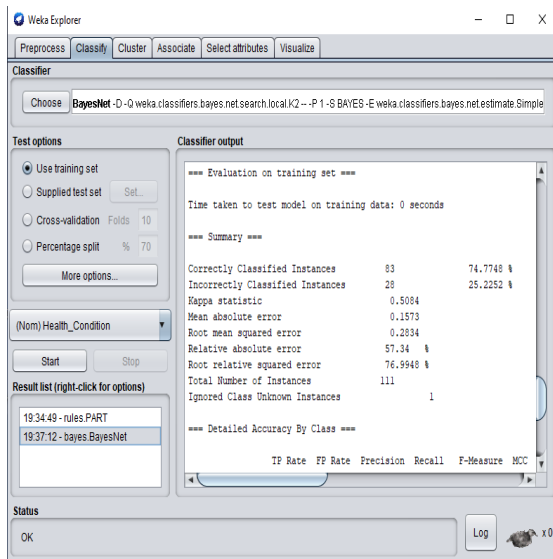 Weka Explorer
Preprocess Classify Cluster Associate Select attributes Visualize
Classifier
Choose BayesNet -D -Q weka.classifiers.bayes.net.search.local.K2 -- -P 1 -S BAYES -E weka.classifiers.bayes.net.estimate.Simple
Test options
Use training set
Supplied test set Set...
Cross-validation Folds 10
Percentage split % 70
More options...
(Nom) Health_Condition
Start Stop
Result list (right-click for options)
19:34:49 - rules.PART
19:37:12 - bayes.BayesNet
Classifier output
=== Evaluation on training set ===
Time taken to test model on training data: 0 seconds
=== Summary ===
Correctly Classified Instances 83 74.7748 %
Incorrectly Classified Instances 28 25.2252 %
Kappa statistic 0.5084
Mean absolute error 0.1573
Root mean squared error 0.2834
Relative absolute error 57.34 %
Root relative squared error 76.9948 %
Total Number of Instances 111
Ignored Class Unknown Instances 1
=== Detailed Accuracy By Class ===
TP Rate FP Rate Precision Recall F-Measure MCC
Status
OK
Log x 0